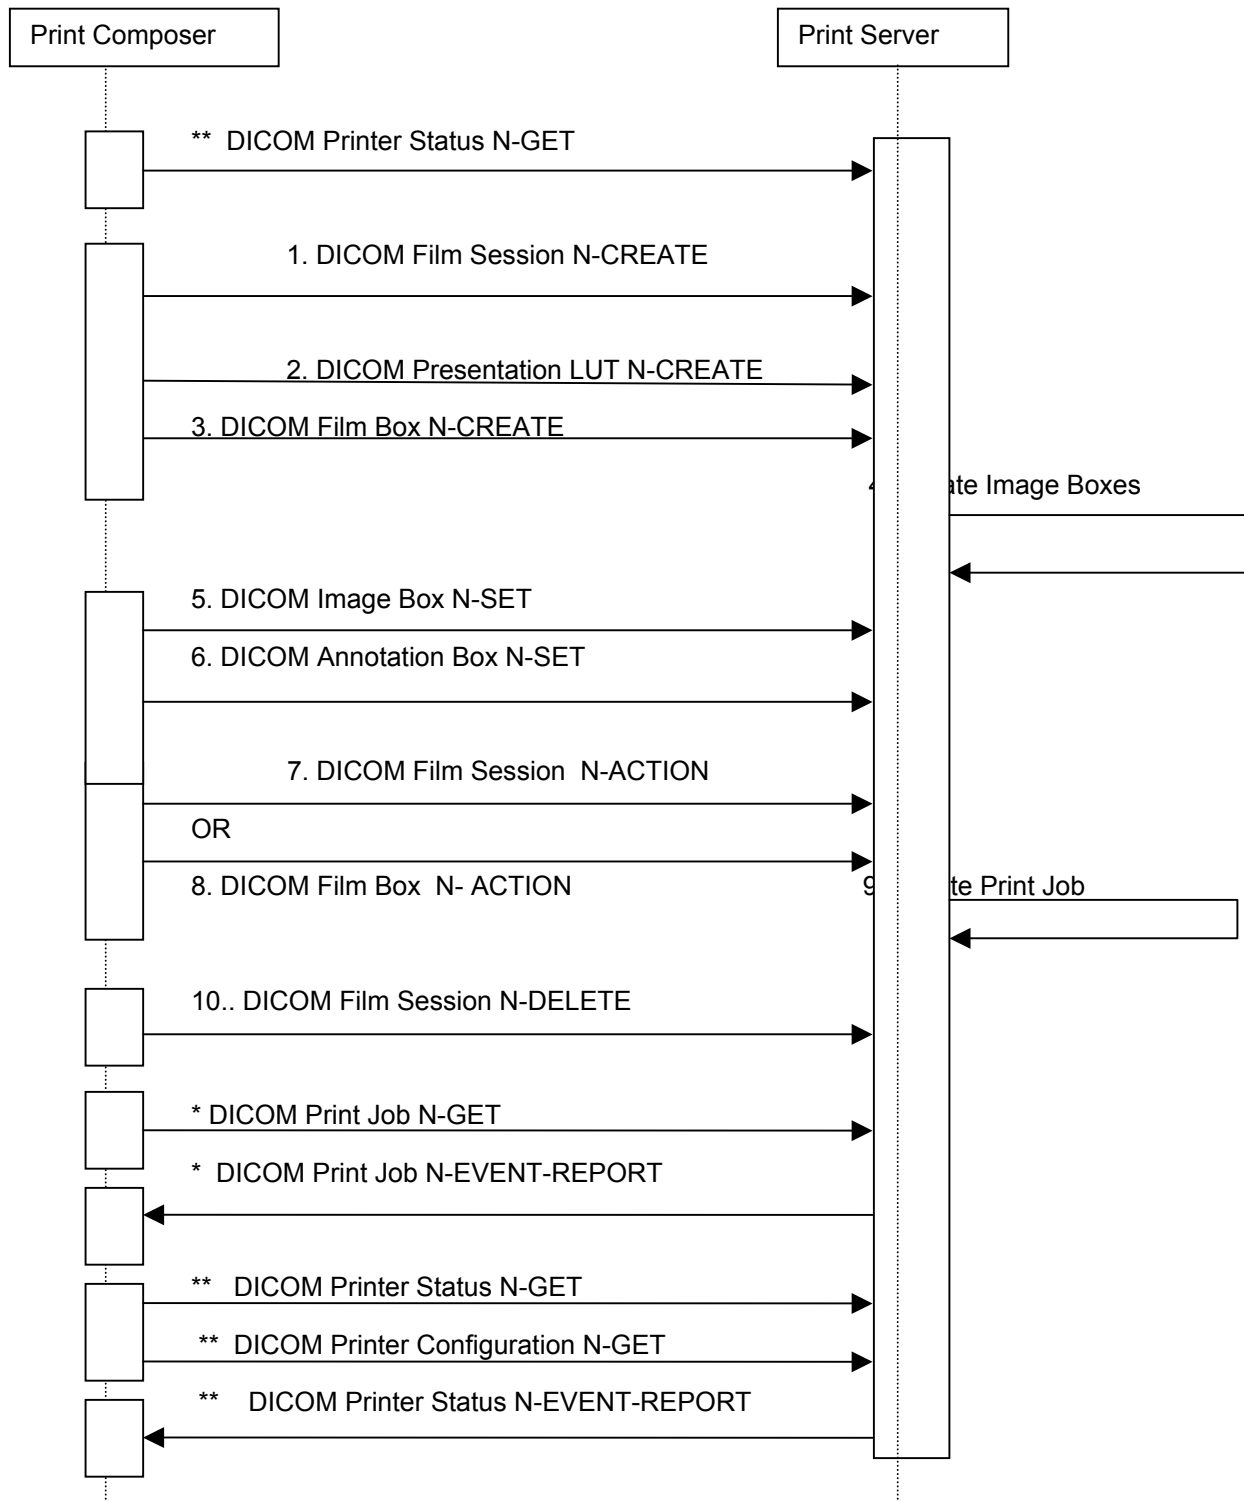 Print Composer
Print Server
** DICOM Printer Status N-GET
1. DICOM Film Session N-CREATE
2. DICOM Presentation LUT N-CREATE
3. DICOM Film Box N-CREATE
ate Image Boxes
5. DICOM Image Box N-SET
6. DICOM Annotation Box N-SET
7. DICOM Film Session N-ACTION
OR
8. DICOM Film Box N- ACTION
9 te Print Job
10.. DICOM Film Session N-DELETE
* DICOM Print Job N-GET
* DICOM Print Job N-EVENT-REPORT
** DICOM Printer Status N-GET
** DICOM Printer Configuration N-GET
** DICOM Printer Status N-EVENT-REPORT